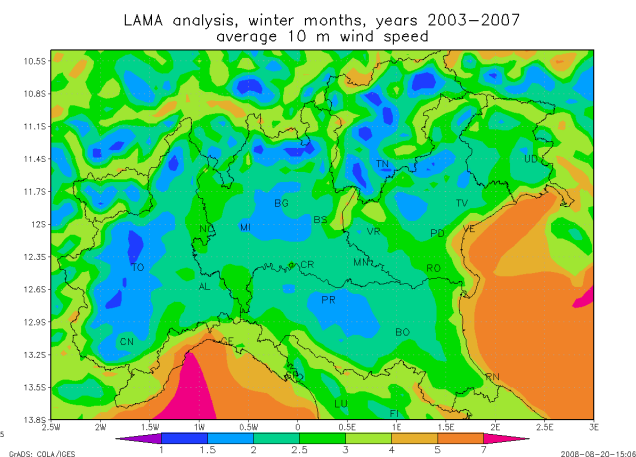 LAMA analysis, winter months, years 2003-2007
average 10 m wind speed
10.5S
10.8S
11.1S
11.4S
11.7S
12S
12.3S
12.6S
12.9S
13.2S
13.5S
13.8S
TN
UD
BG
BS
TV
NO
MI
VR
PD
VE
TO
CR
MN
RO
AL
PR
CN
GE
BO
RN
LU
FI
2.5W
2W
1.5W
1W
0.5W
0
0.5E
1E
1.5E
2E
2.5E
3E
5
1
1.5
2
2.5
3
4
5
7
GrADS: COLA/IGES
2008-08-20-15:06